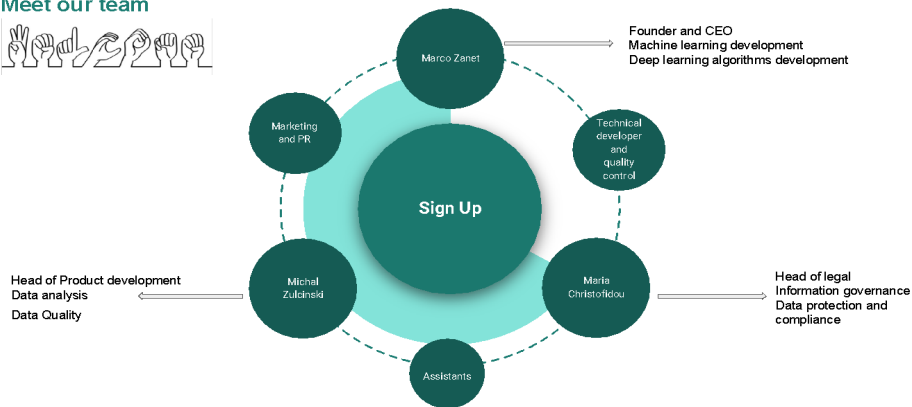 Meet our team
Marco Zanet
Founder and CEO
Machine learning development
Deep learning algorithms development
Marketing
and PR
Technical
developer
and
quality
control
Sign Up
Head of Product development
Data analysis
Data Quality
Michal
Zulcinski
Maria
Christofidou
Head of legal
Information governance
Data protection and
compliance
Assistants